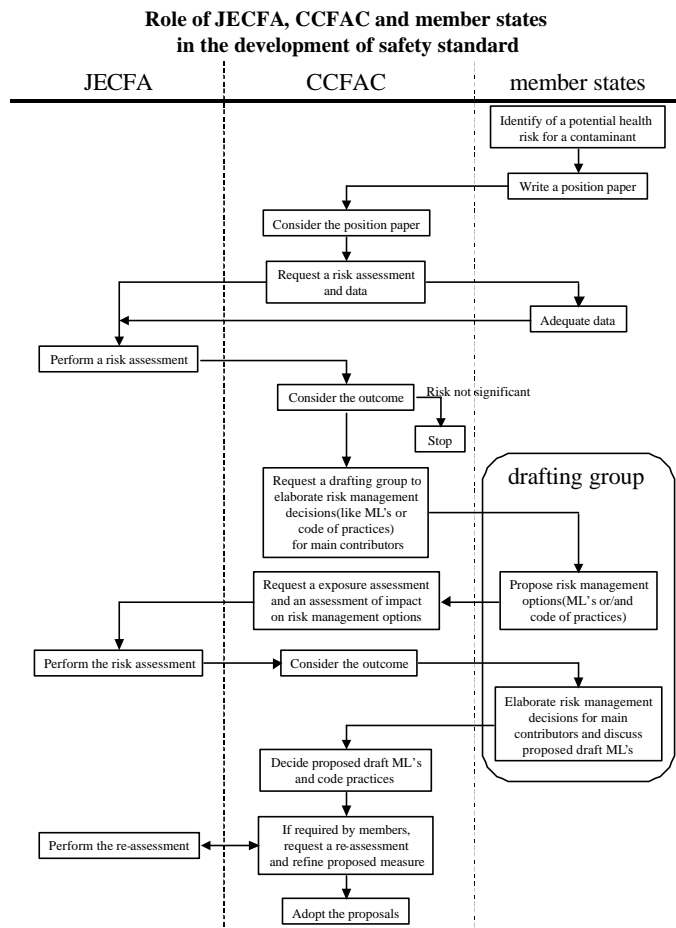 Role of JECFA, CCFAC and member states
in the development of safety standard
JECFA
CCFAC
member states
Identify of a potential health
risk for a contaminant
Write a position paper
Consider the position paper
Request a risk assessment
and data
Adequate data
Perform a risk assessment
Consider the outcome
Risk not significant
Stop
drafting group
Request a drafting group to
elaborate risk management
decisions(like ML's or
code of practices)
for main contributors
Propose risk management
options(ML's or/and
code of practices)
Request a exposure assessment
and an assessment of impact
on risk management options
Perform the risk assessment
Consider the outcome
Elaborate risk management
decisions for main
contributors and discuss
proposed draft ML's
Decide proposed draft ML's
and code practices
If required by members,
request a re-assessment
and refine proposed measure
Perform the re-assessment
Adopt the proposals